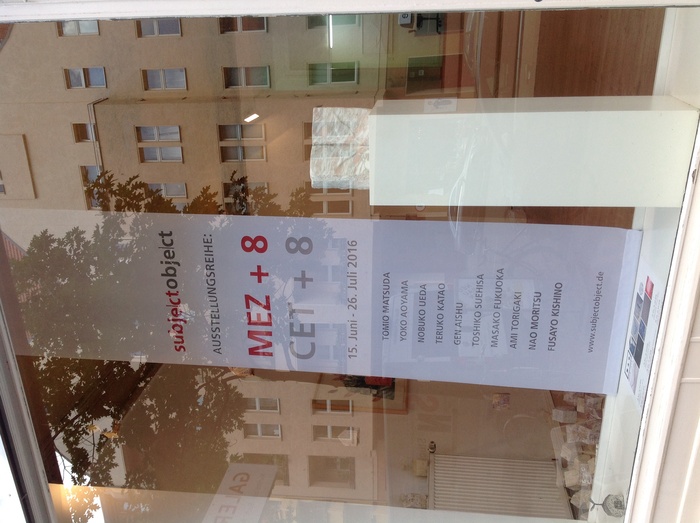 subjectobject
AUSSTELLUNGSREIHE:
MEZ + 8
CET + 8
15. Juni - 26. Juli 2016
TOMIO MATSUDA
YOKO AOYAMA
NOBUKO UEDA
TERUKO KATAO
GEN AISHU
TOSHIKO SUEHISA
MASAKO FUKUOKA
AMI TORIGAKI
NAO MORITSU
FUSAYO KISHINO
www.subjectobject.de